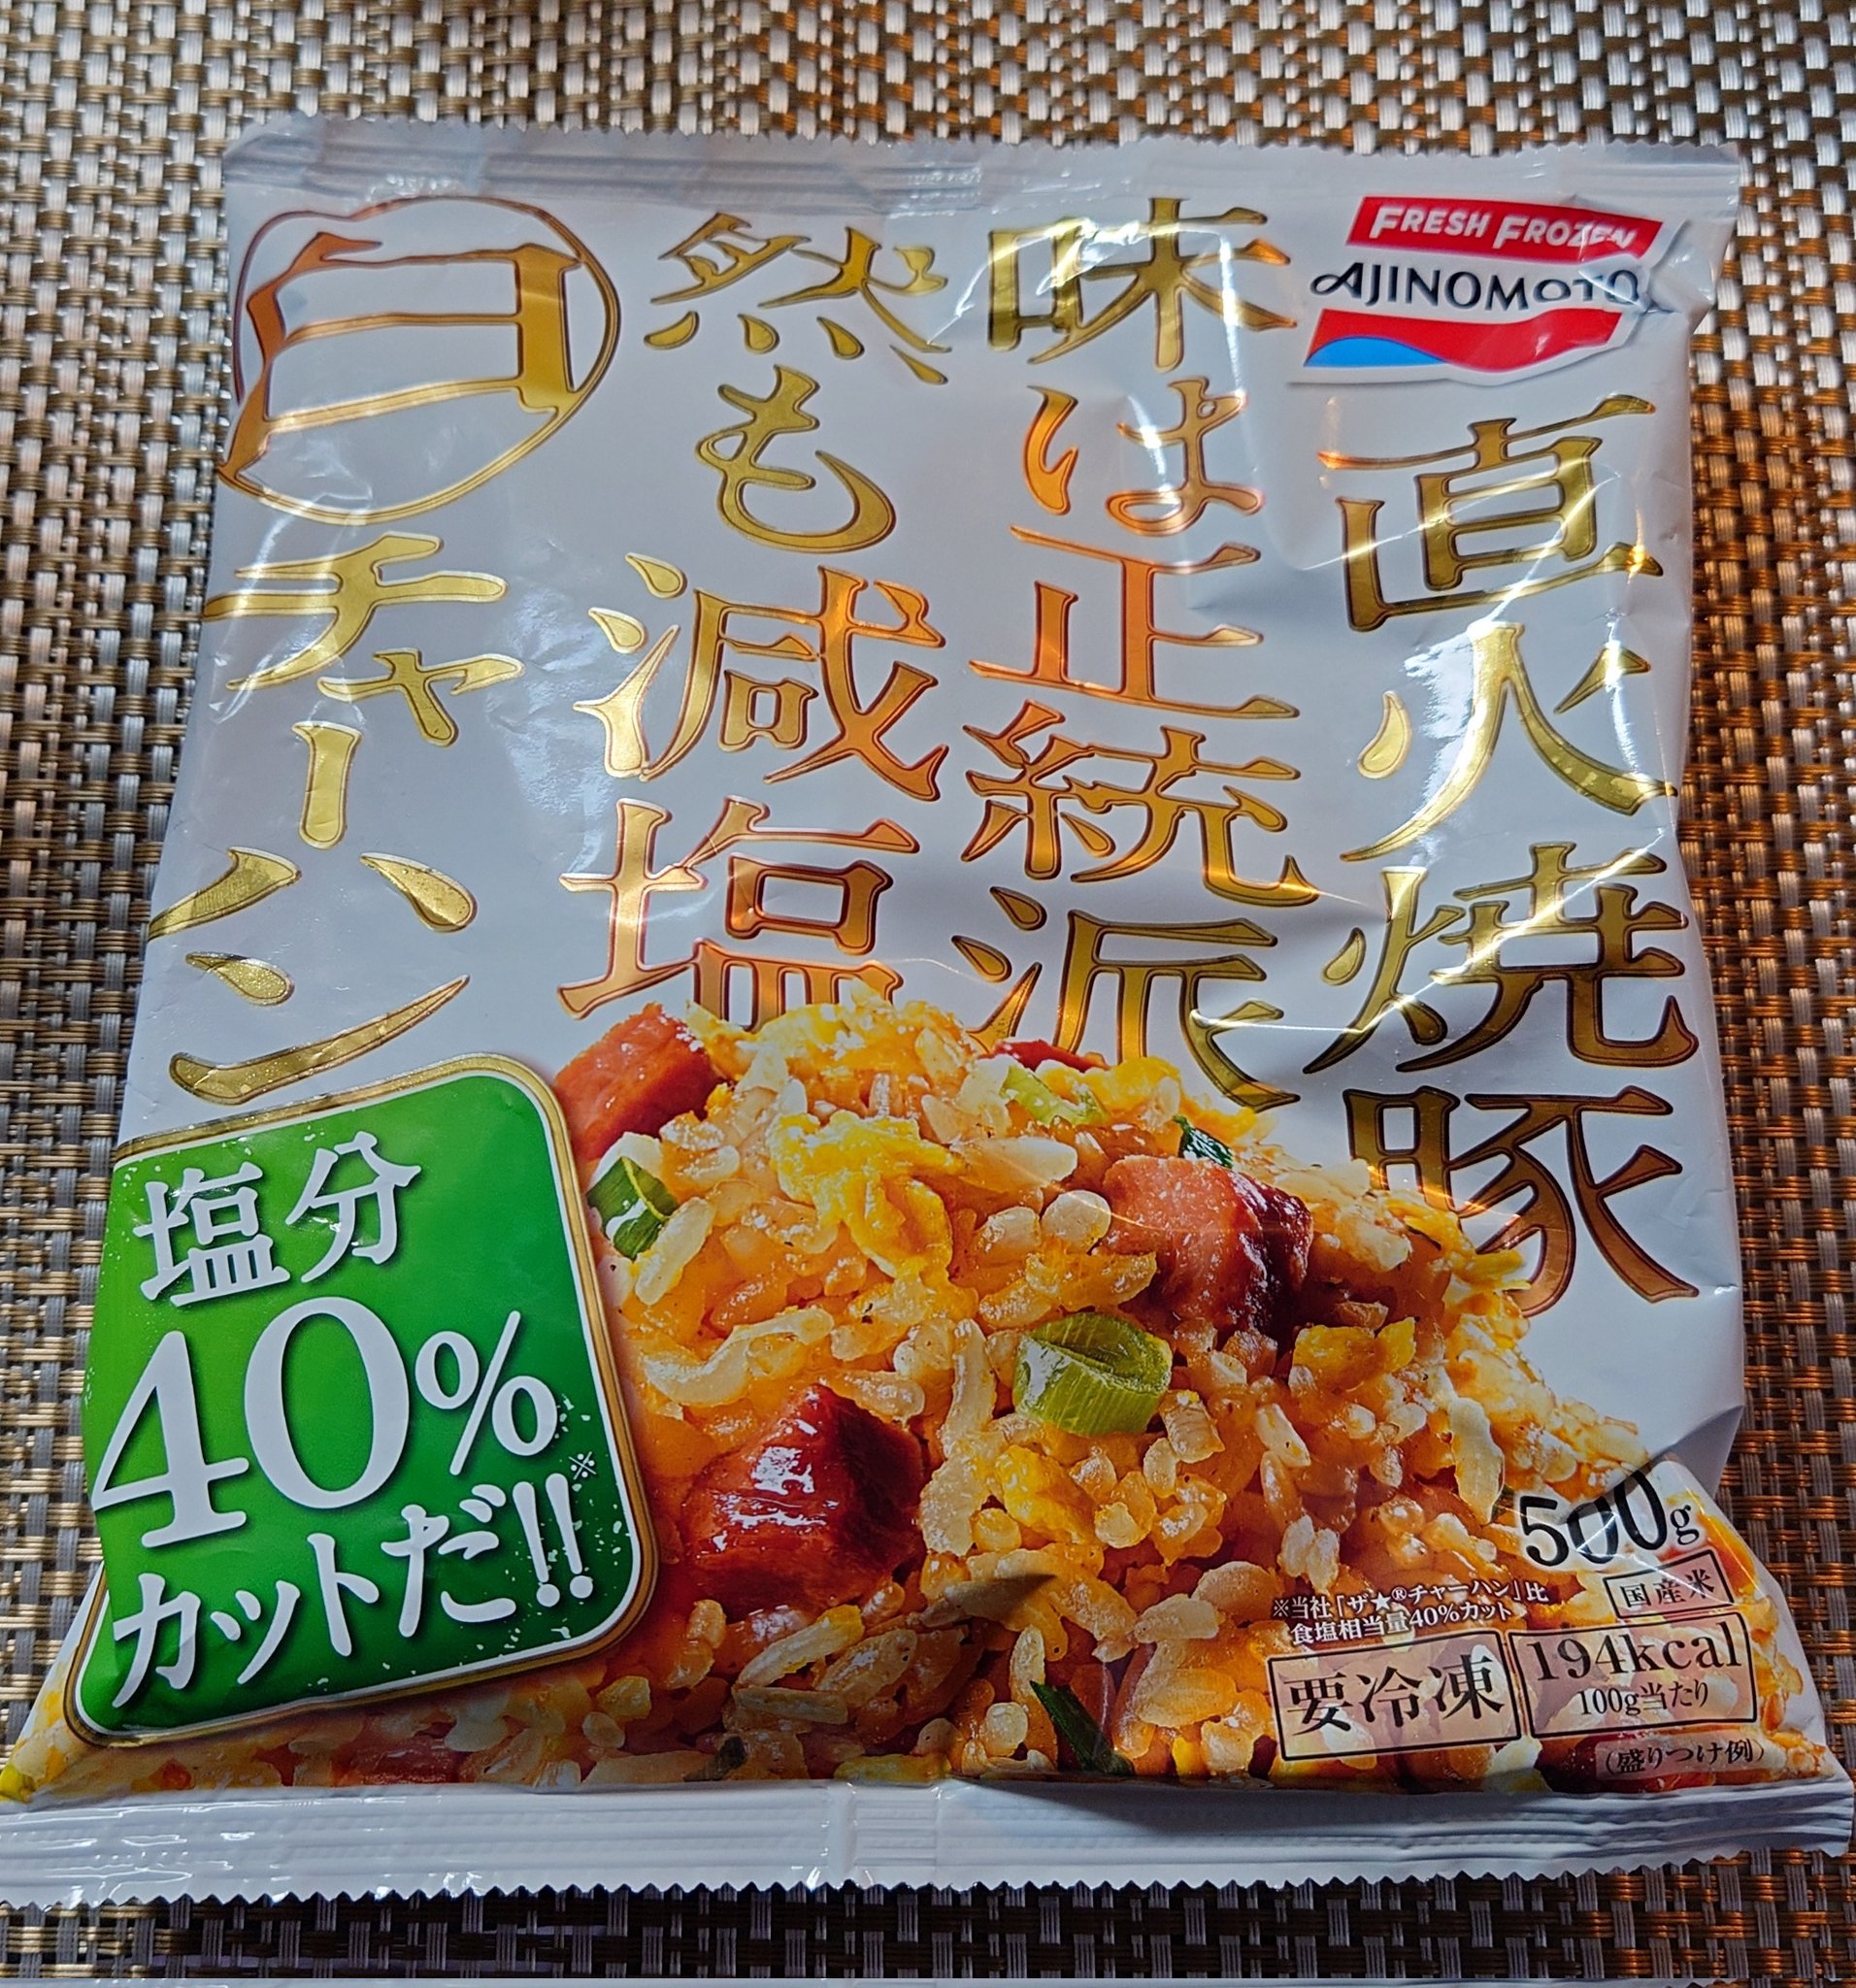 FRESH FROZEN
AJINOMOTO
直火焼豚
味は正統派
然も減塩
白チャーハン
塩分
40%
カットだ!!※
500g
国産米
※当社「ザ★®チャーハン」比
食塩相当量40%カット
要冷凍
194kcal
100g当たり
(盛りつけ例)